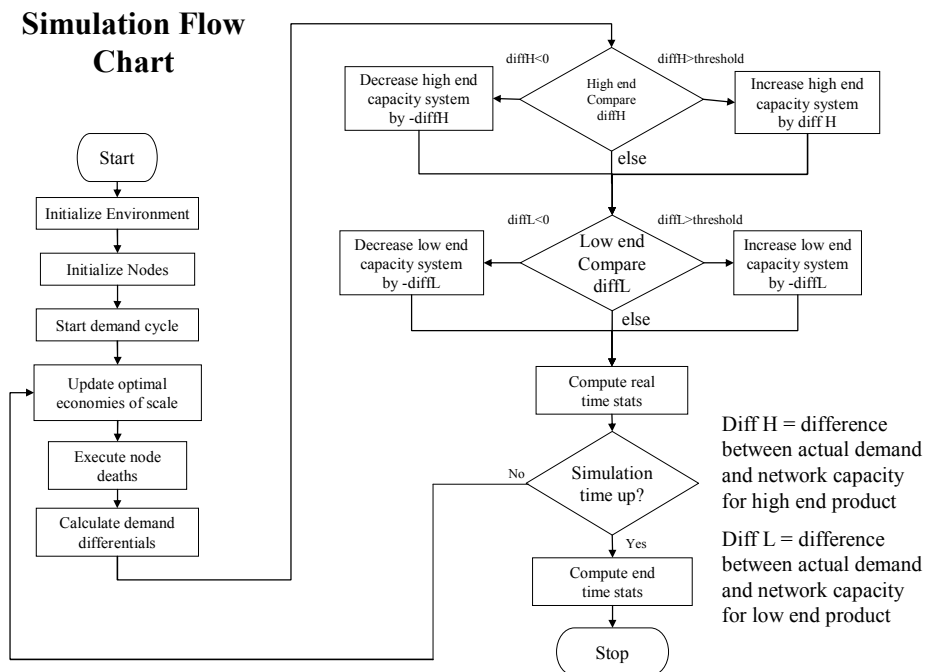 Simulation Flow
Chart
Start
Initialize Environment
Initialize Nodes
Start demand cycle
Update optimal
economies of scale
Execute node
deaths
Calculate demand
differentials
diffH<0
diffH>threshold
Decrease high end
capacity system
by -diffH
High end
Compare
diffH
Increase high end
capacity system
by diff H
else
diffL<0
diffL>threshold
Decrease low end
capacity system
by -diffL
Low end
Compare
diffL
Increase low end
capacity system
by -diffL
else
Compute real
time stats
No
Simulation
time up?
Yes
Compute end
time stats
Stop
Diff H = difference
between actual demand
and network capacity
for high end product
Diff L = difference
between actual demand
and network capacity
for low end product